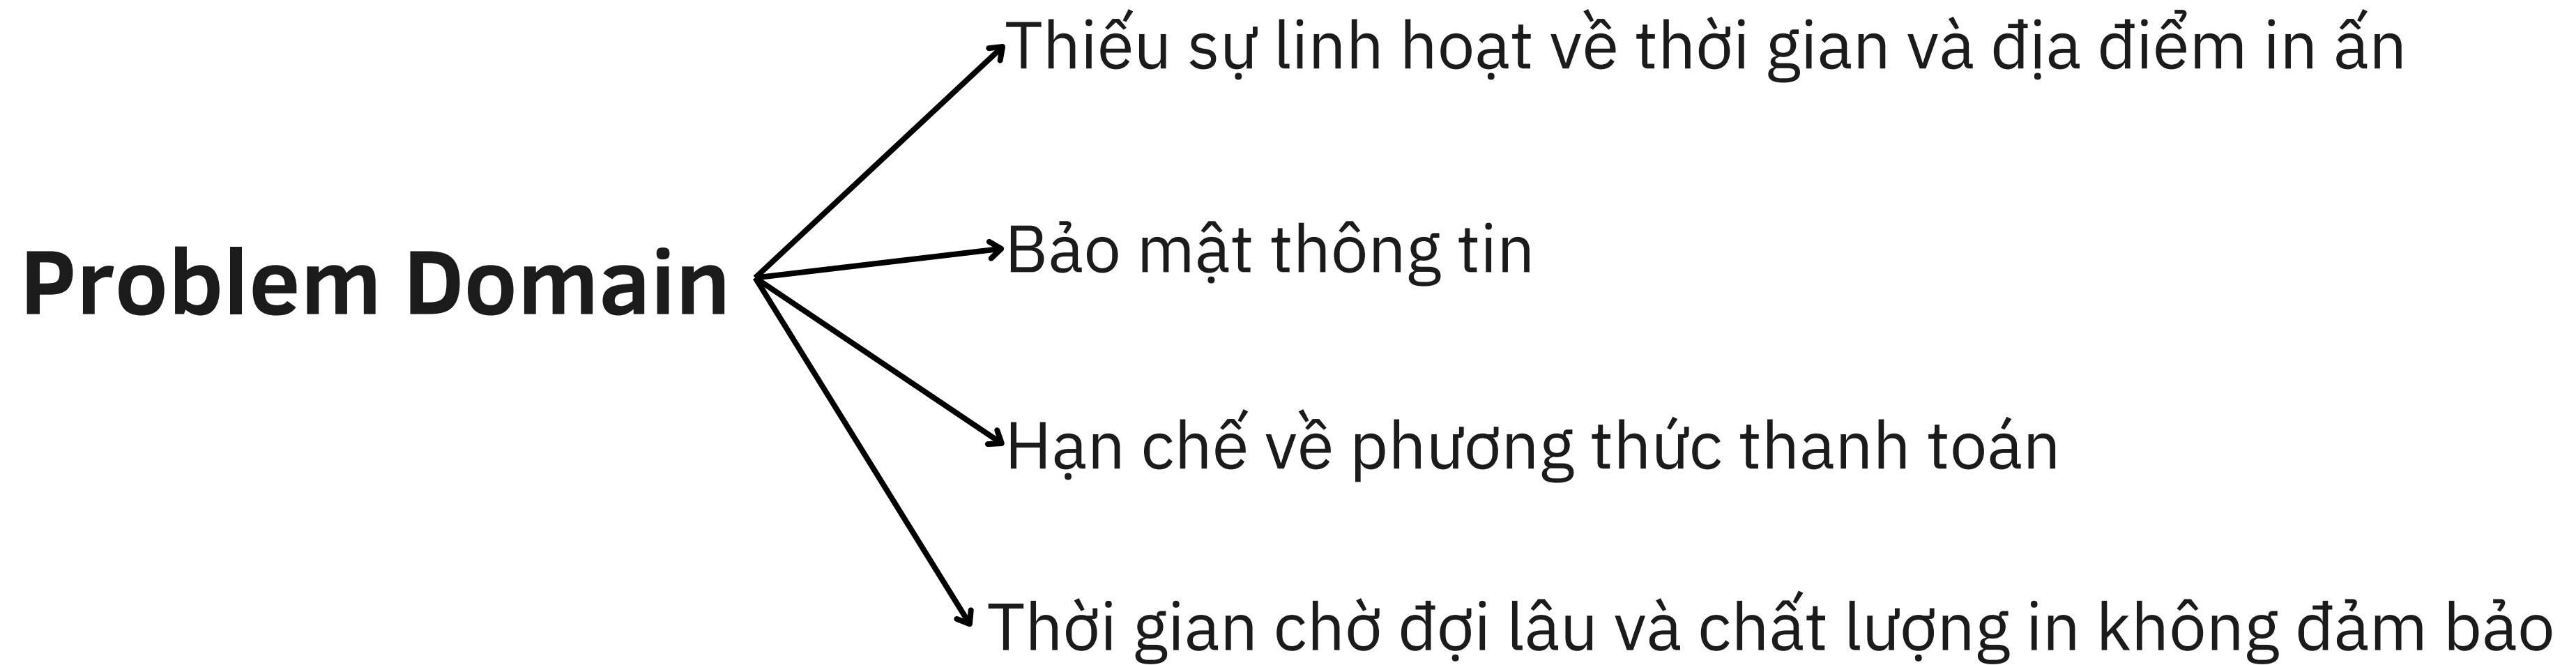 Problem Domain
Thiếu sự linh hoạt về thời gian và địa điểm in ấn
Bảo mật thông tin
Hạn chế về phương thức thanh toán
Thời gian chờ đợi lâu và chất lượng in không đảm bảo